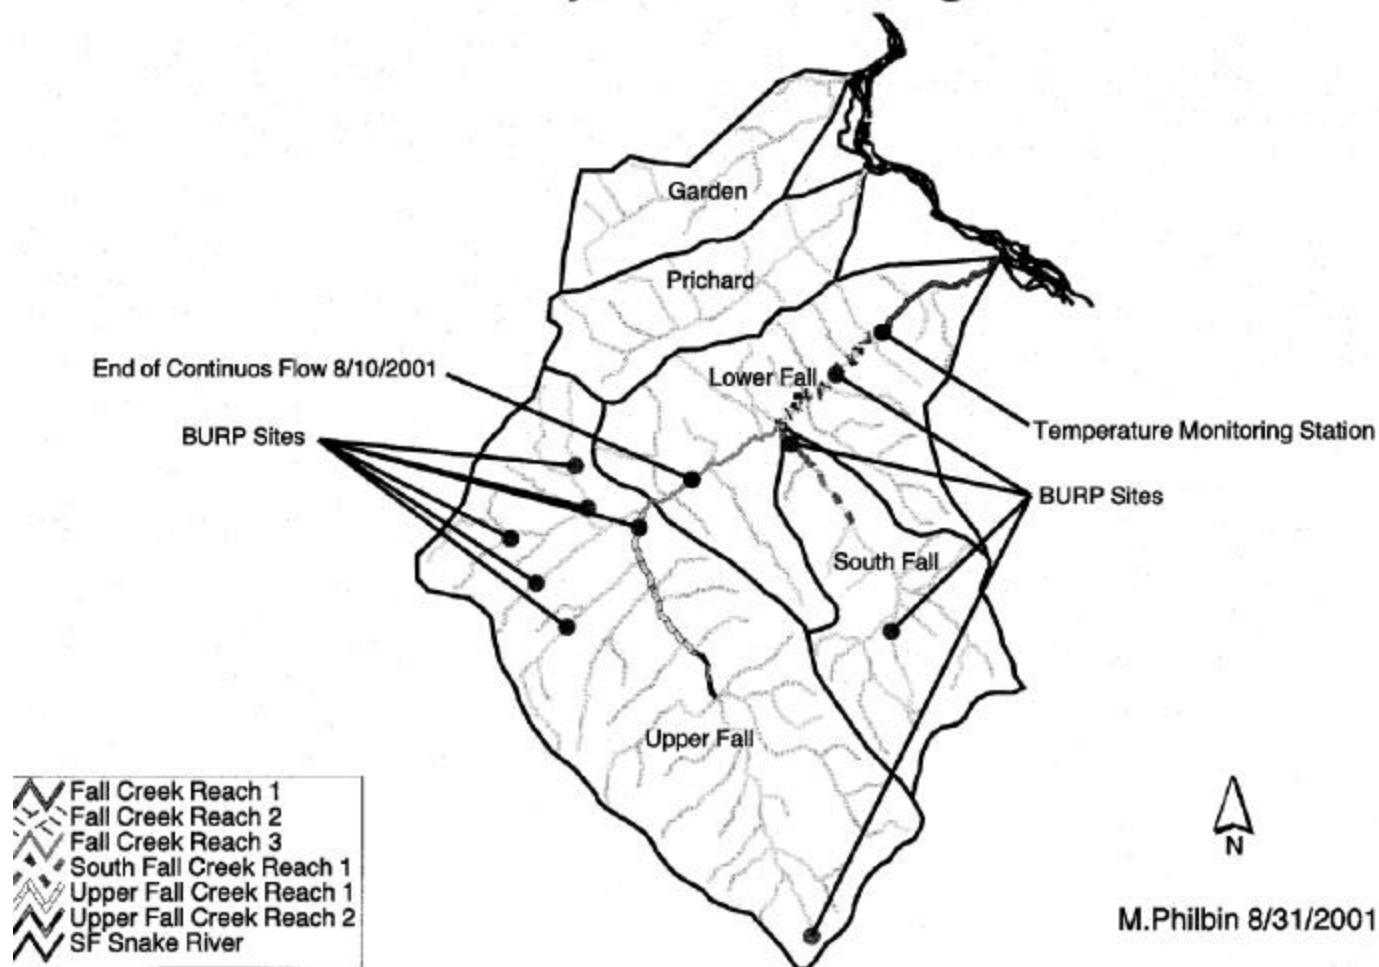 Garden
Prichard
End of Continuos Flow 8/10/2001
Lower Fall
BURP Sites
Temperature Monitoring Station
BURP Sites
South Fall
Upper Fall
Fall Creek Reach 1
Fall Creek Reach 2
Fall Creek Reach 3
South Fall Creek Reach 1
Upper Fall Creek Reach 1
Upper Fall Creek Reach 2
SF Snake River
N
M.Philbin 8/31/2001